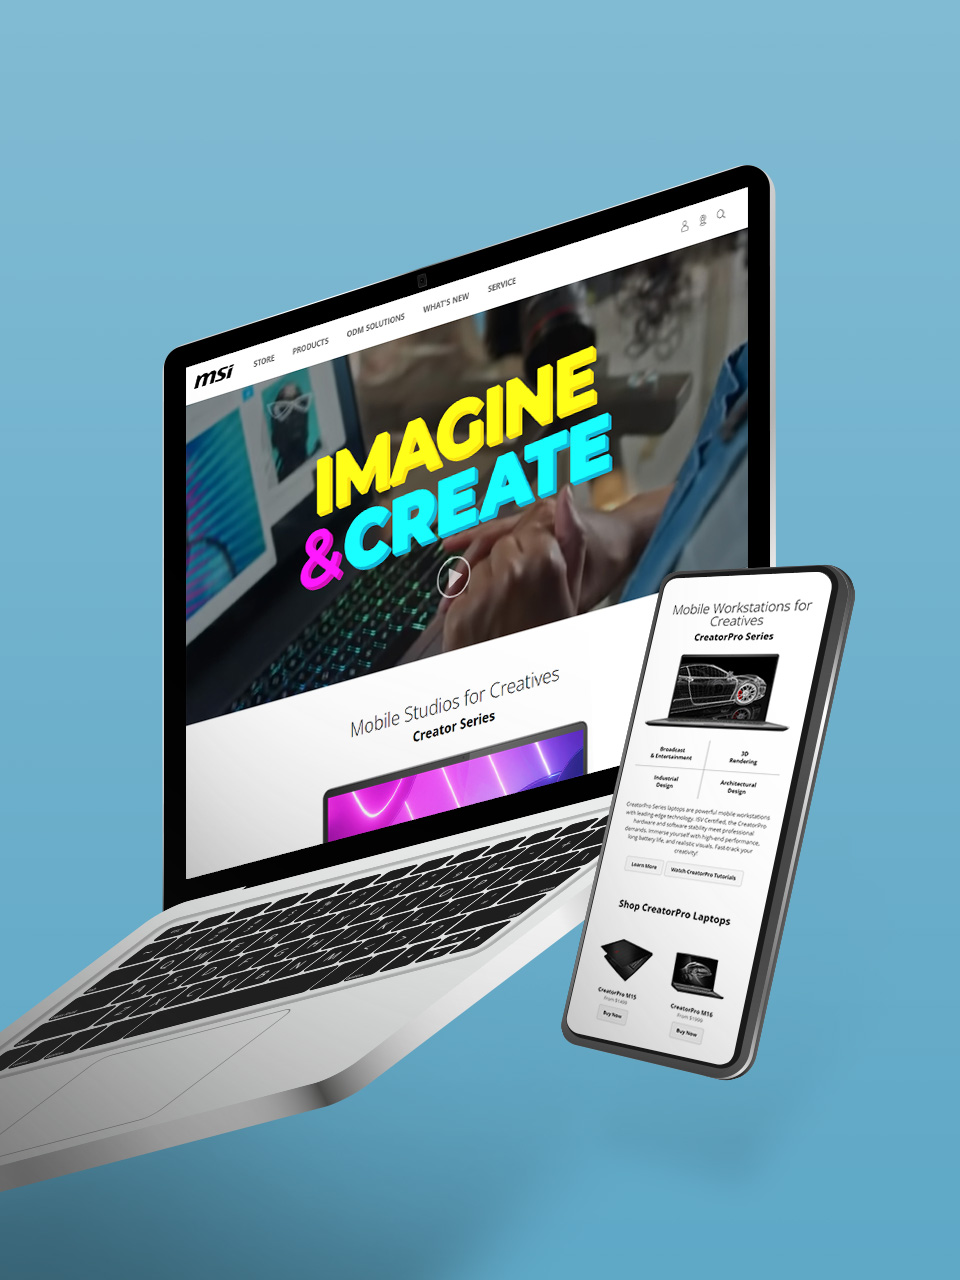 msi
STORE
PRODUCTS
ODM SOLUTIONS
WHAT'S NEW
SERVICE
IMAGINE
&CREATE
Mobile Studios for Creatives
Creator Series
Mobile Workstations for
Creatives
CreatorPro Series
Broadcast
& Entertainment
3D
Rendering
Industrial
Design
Architectural
Design
CreatorPro Series laptops are powerful mobile workstations
with leading-edge technology. ISV Certified, the CreatorPro
hardware and software stability meet professional
demands. Immerse yourself with high-end performance,
long battery life, and realistic visuals. Fast-track your
creativity!
Learn More
Watch CreatorPro Tutorials
Shop CreatorPro Laptops
CreatorPro M15
Buy Now
CreatorPro M16
Buy Now